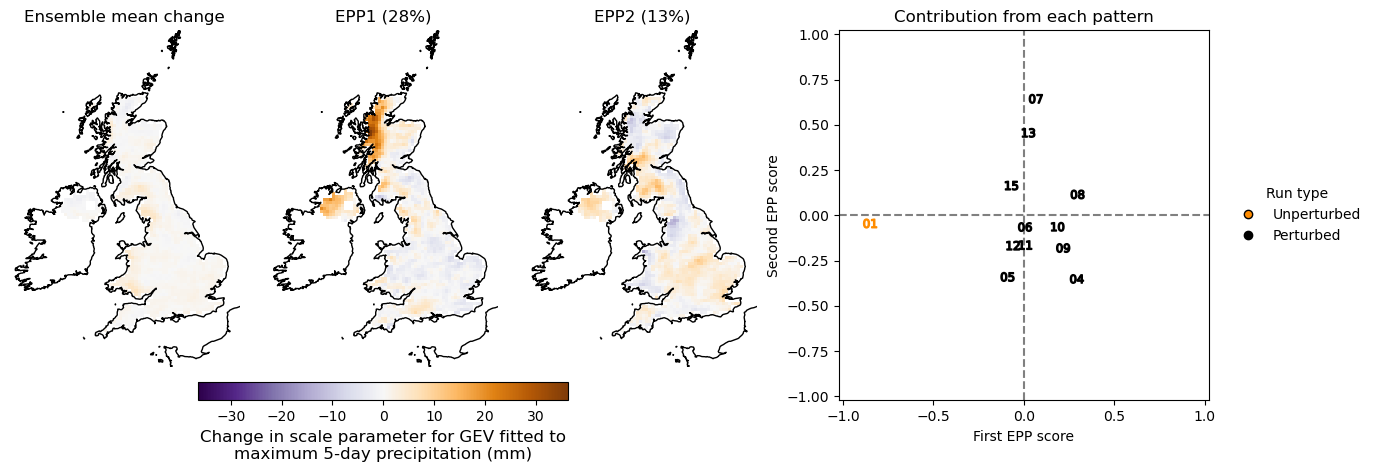 Ensemble mean change
EPP1 (28%)
EPP2 (13%)
−30 −20 −10 0 10 20 30
Change in scale parameter for GEV fitted to
maximum 5-day precipitation (mm)
Contribution from each pattern
Second EPP score
1.00
0.75
0.50
0.25
0.00
−0.25
−0.50
−0.75
−1.00
07
13
15
08
01
06 10
12 11 09
05 04
−1.0 −0.5 0.0 0.5 1.0
First EPP score
Run type
Unperturbed
Perturbed